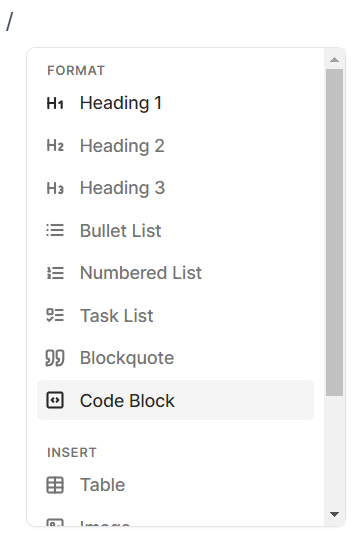 /
FORMAT
H1 Heading 1
H2 Heading 2
H3 Heading 3
Bullet List
Numbered List
Task List
Blockquote
Code Block
INSERT
Table
Image